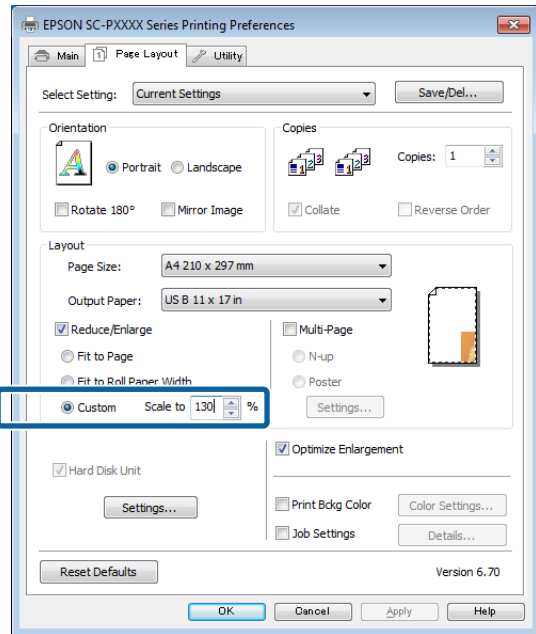 EPSON SC-PXXXX Series Printing Preferences
Main Page Layout Utility
Select Setting: Current Settings Save/Del...
Orientation
Portrait Landscape
Rotate 180° Mirror Image
Copies
Copies: 1
Collate Reverse Order
Layout
Page Size: A4 210 x 297 mm
Output Paper: US B 11 x 17 in
Reduce/Enlarge
Fit to Page
Fit to Roll Paper Width
Custom Scale to 130 %
Multi-Page
N-up
Poster
Settings...
Optimize Enlargement
Hard Disk Unit
Settings...
Print Bckg Color Color Settings...
Job Settings Details...
Reset Defaults Version 6.70
OK Cancel Apply Help